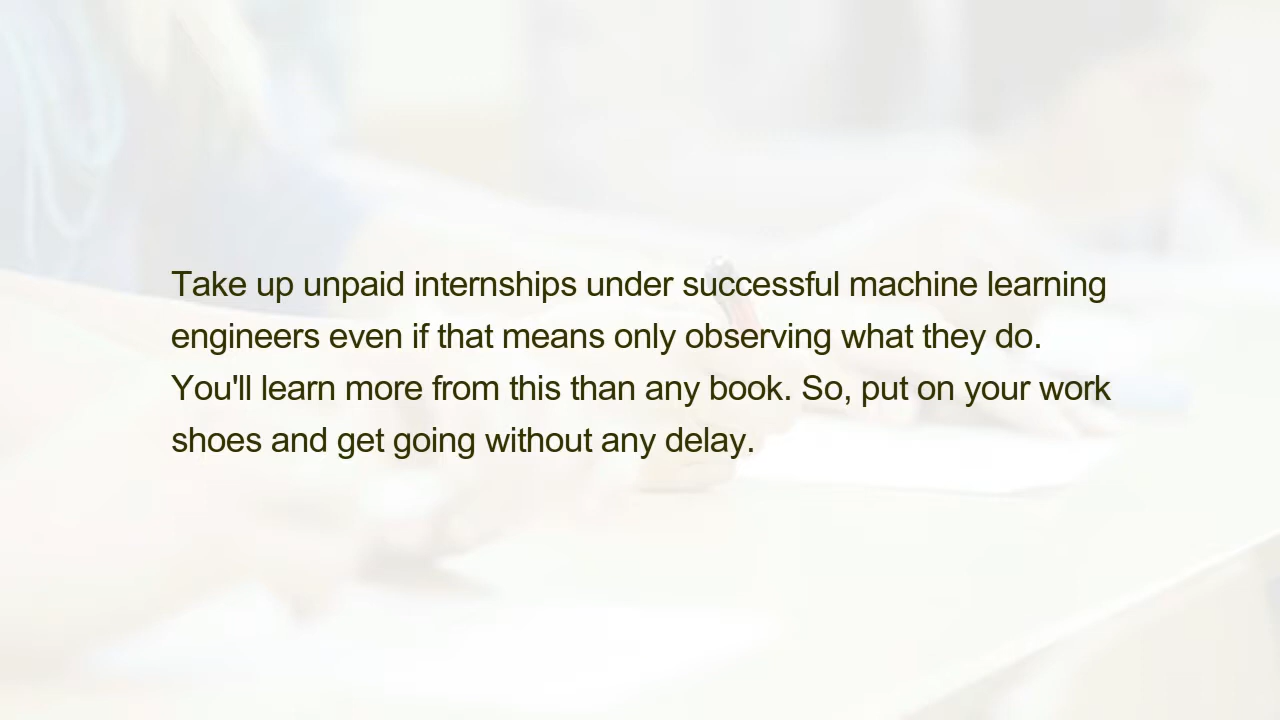 Take up unpaid internships under successful machine learning
engineers even if that means only observing what they do.
You'll learn more from this than any book. So, put on your work
shoes and get going without any delay.